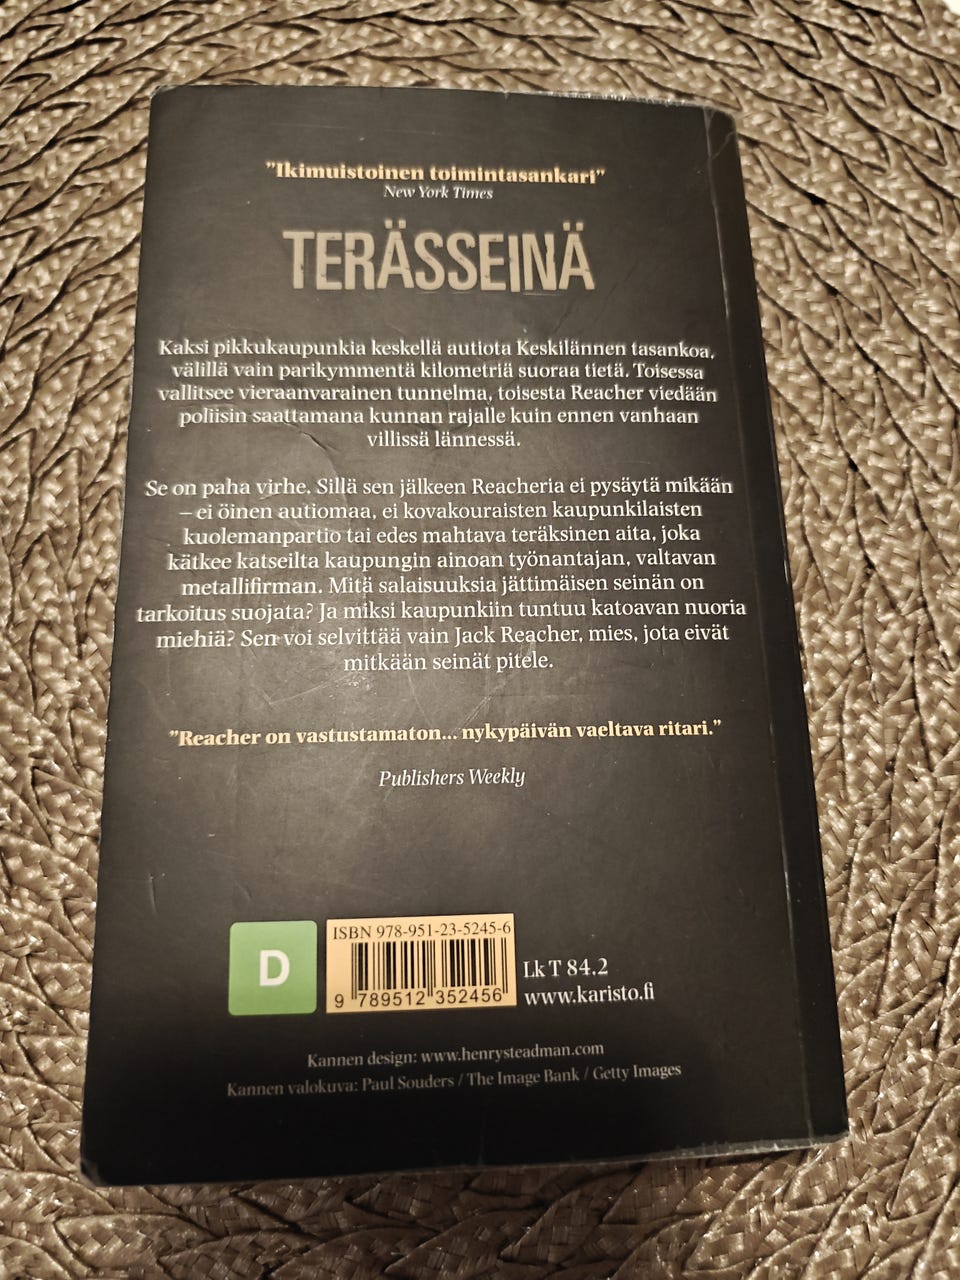 "Ikimuistoinen toimintasankari"
New York Times
TERÄSSEINÄ
Kaksi pikkukaupunkia keskellä autiota Keskilännen tasankoa,
välillä vain parikymmentä kilometriä suoraa tietä. Toisessa
vallitsee vieraanvarainen tunnelma, toisesta Reacher viedään
poliisin saattamana kunnan rajalle kuin ennen vanhaan
villissä lännessä.
Se on paha virhe. Sillä sen jälkeen Reacheria ei pysäytä mikään
– ei öinen autiomaa, ei kovakouraisten kaupunkilaisten
kuolemanpartio tai edes mahtava teräksinen aita, joka
kätkee katseilta kaupungin ainoan työnantajan, valtavan
metallifirman. Mitä salaisuuksia jättimäisen seinän on
tarkoitus suojata? Ja miksi kaupunkiin tuntuu katoavan nuoria
miehiä? Sen voi selvittää vain Jack Reacher, mies, jota eivät
mitkään seinät pitele.
"Reacher on vastustamaton... nykypäivän vaeltava ritari."
Publishers Weekly
D
ISBN 978-951-23-5245-6
9 789512 352456
Lk T 84.2
www.karisto.fi
Kannen design: www.henrysteadman.com
Kannen valokuva: Paul Souders / The Image Bank / Getty Images